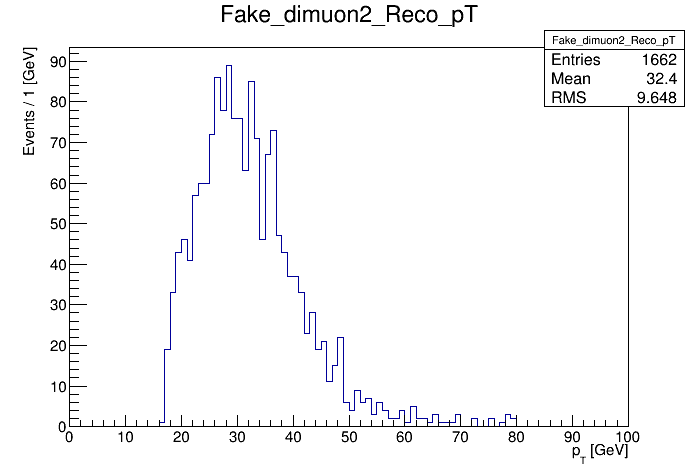 Fake_dimuon2_Reco_pT
Fake_dimuon2_Reco_pT
Entries 1662
Mean 32.4
RMS 9.648
Events / 1 [GeV]
90
80
70
60
50
40
30
20
10
0
0 10 20 30 40 50 60 70 80 90 100
p_T [GeV]